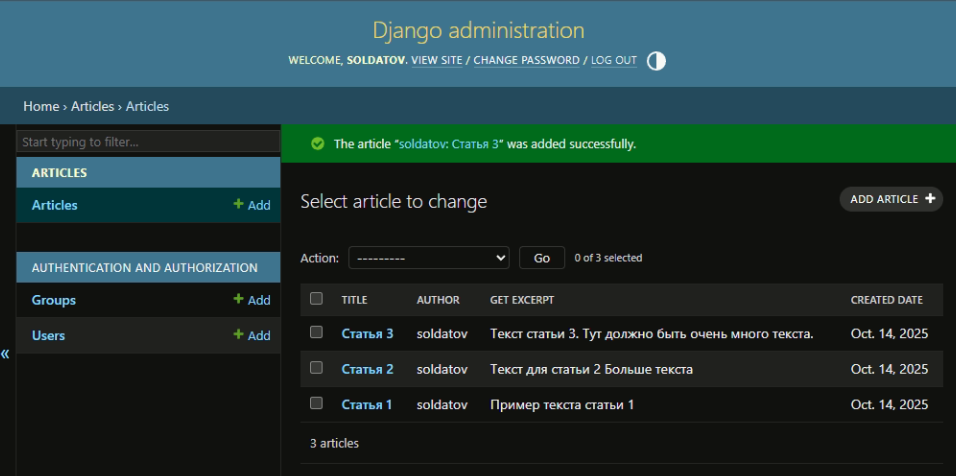 Django administration
WELCOME, SOLDATOV. VIEW SITE / CHANGE PASSWORD / LOG OUT
Home › Articles › Articles
Start typing to filter...
ARTICLES
Articles + Add
AUTHENTICATION AND AUTHORIZATION
Groups + Add
Users + Add
«
The article “soldatov: Статья 3” was added successfully.
Select article to change
ADD ARTICLE +
Action: --------- Go 0 of 3 selected
TITLE AUTHOR GET EXCERPT CREATED DATE
Статья 3 soldatov Текст статьи 3. Тут должно быть очень много текста. Oct. 14, 2025
Статья 2 soldatov Текст для статьи 2 Больше текста Oct. 14, 2025
Статья 1 soldatov Пример текста статьи 1 Oct. 14, 2025
3 articles